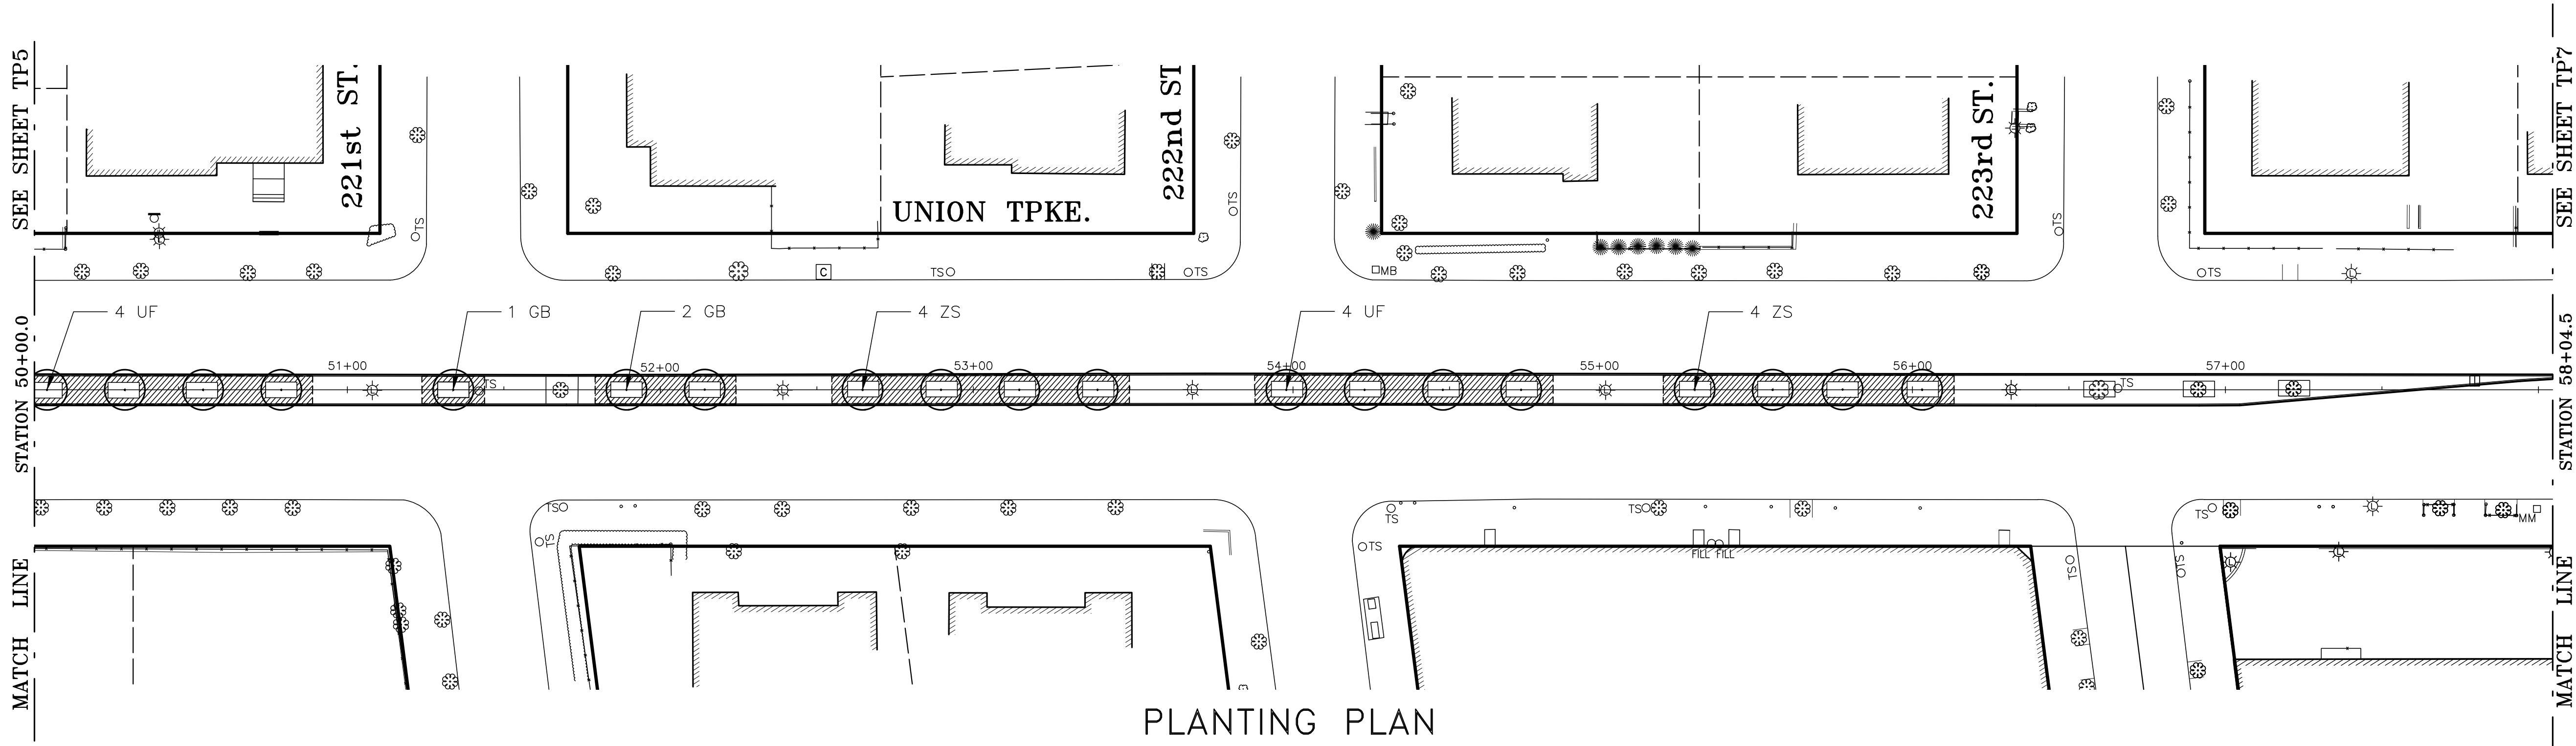 SEE SHEET TP5
SEE SHEET TP7
221st ST.
222nd ST
223rd ST.
UNION TPKE.
TS
TS
TS
C
TSO
TS
MB
TS
4 UF
1 GB
2 GB
4 ZS
4 UF
4 ZS
STATION 50+00.0
51+00
52+00
53+00
54+00
55+00
56+00
57+00
STATION 58+04.5
TS
TS
TS
TS
TS
TS
TS
TS
MM
TS
FILL FILL
TS
TS
MATCH LINE
MATCH LINE
PLANTING PLAN